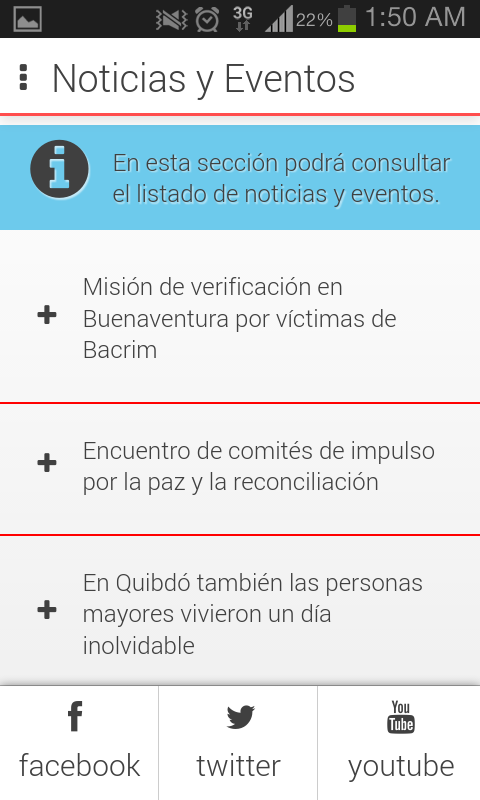 3G 22% 1:50 AM
Noticias y Eventos
En esta sección podrá consultar
el listado de noticias y eventos.
Misión de verificación en
Buenaventura por víctimas de
Bacrim
Encuentro de comités de impulso
por la paz y la reconciliación
En Quibdó también las personas
mayores vivieron un día
inolvidable
You
Tube
facebook twitter youtube